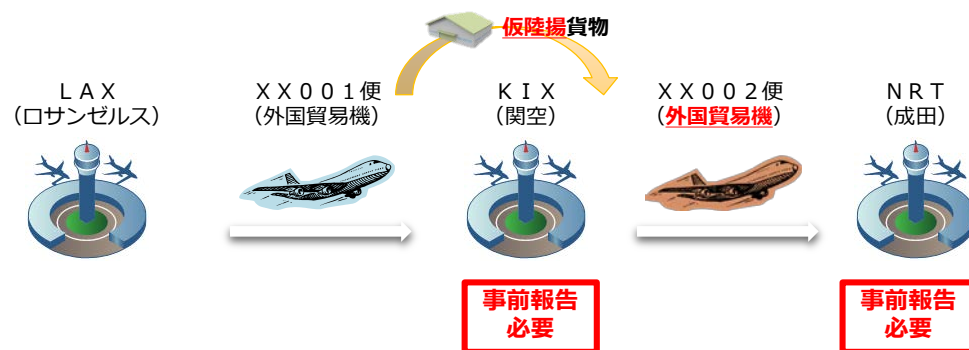 仮陸揚貨物
ＬＡＸ
（ロサンゼルス）
ＸＸ００１便
（外国貿易機）
ＫＩＸ
（関空）
ＸＸ００２便
（外国貿易機）
ＮＲＴ
（成田）
事前報告
必要
事前報告
必要